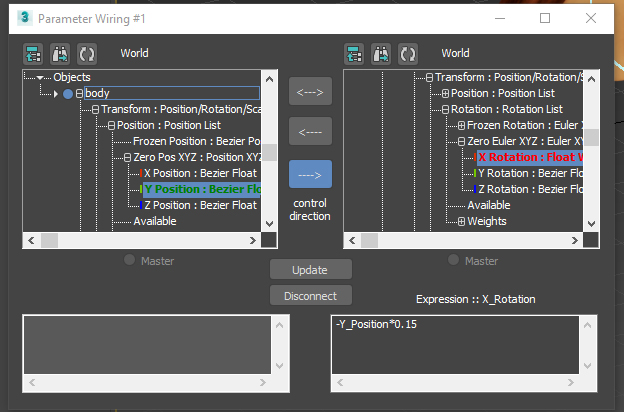 Parameter Wiring #1
World
World
Objects
body
Transform : Position/Rotation/Sca
Position : Position List
Frozen Position : Bezier Po
Zero Pos XYZ : Position XYZ
X Position : Bezier Float
Y Position : Bezier Flo
Z Position : Bezier Float
Available
<--->
<----
---->
control
direction
Transform : Position/Rotation/Sc
Position : Position List
Rotation : Rotation List
Frozen Rotation : Euler X
Zero Euler XYZ : Euler XY
X Rotation : Float W
Y Rotation : Bezier Flo
Z Rotation : Bezier Flo
Available
Weights
Master
Master
Update
Disconnect
Expression :: X_Rotation
-Y_Position*0.15